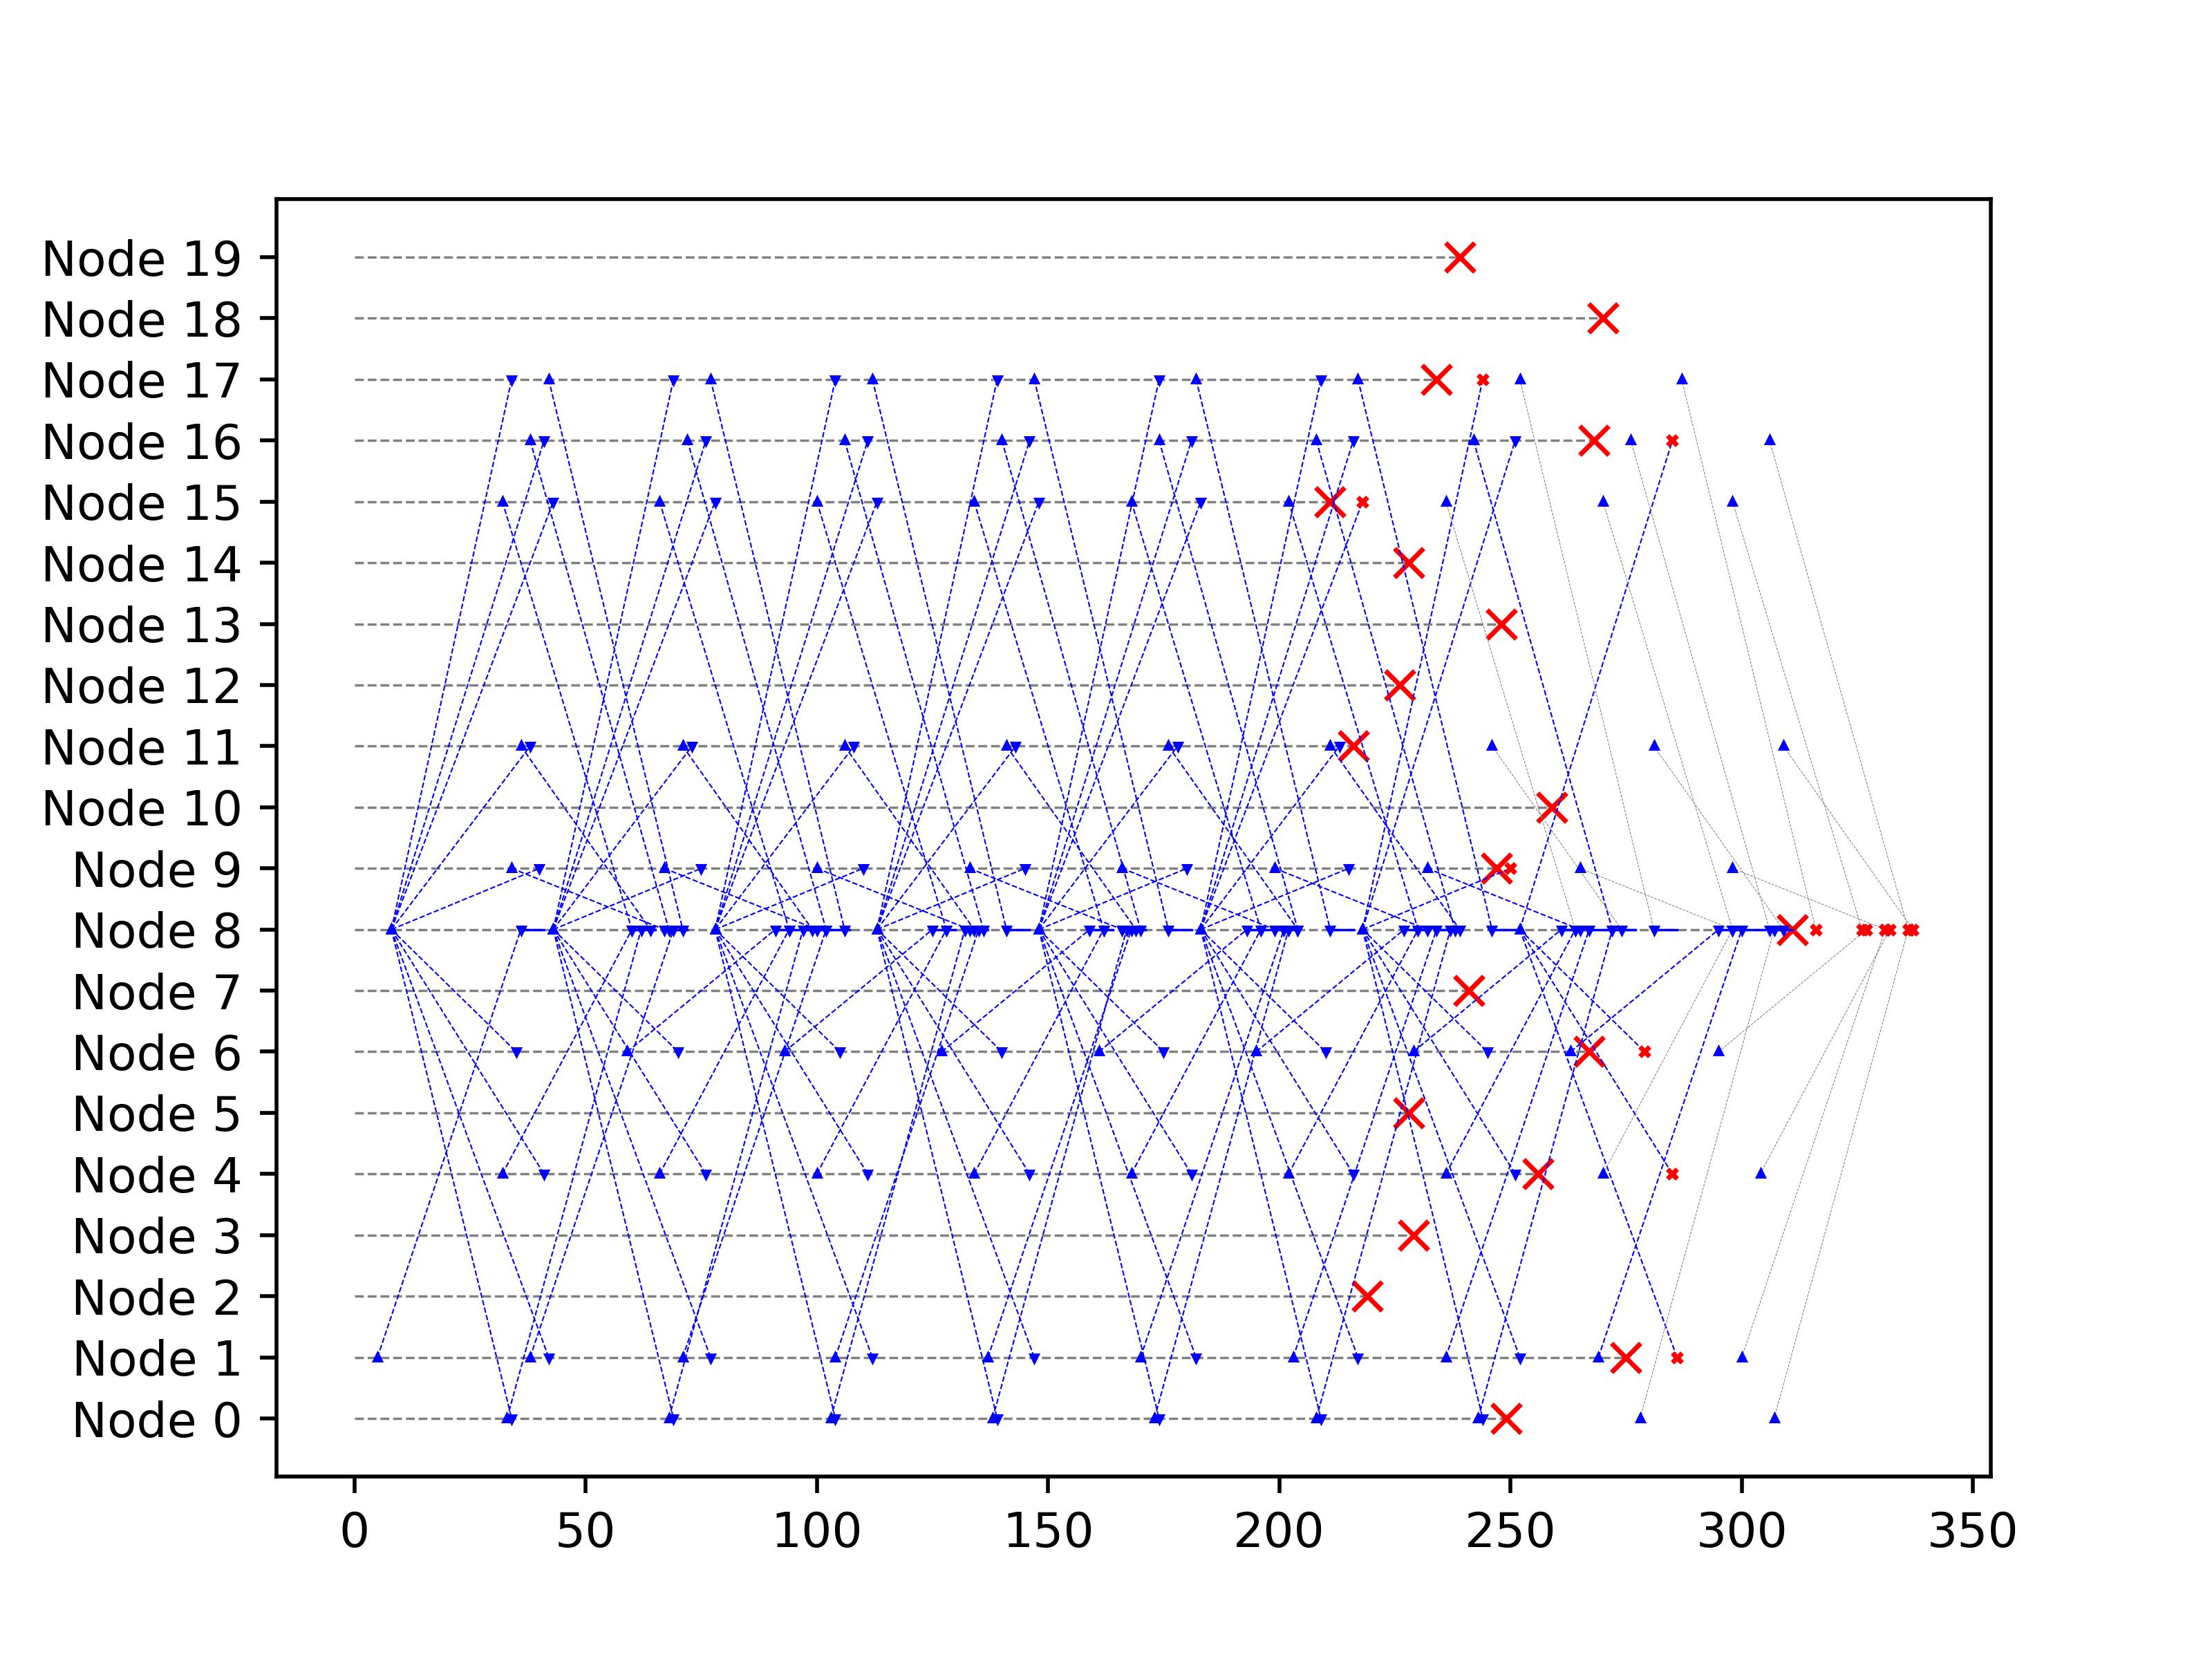 Node 19
Node 18
Node 17
Node 16
Node 15
Node 14
Node 13
Node 12
Node 11
Node 10
Node 9
Node 8
Node 7
Node 6
Node 5
Node 4
Node 3
Node 2
Node 1
Node 0
0 50 100 150 200 250 300 350